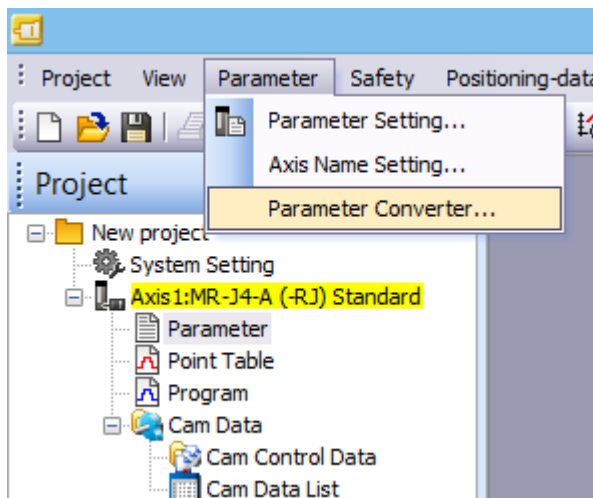 Project View Parameter Safety Positioning-data
Parameter Setting...
Axis Name Setting...
Parameter Converter...
Project
New project
System Setting
Axis1:MR-J4-A (-RJ) Standard
Parameter
Point Table
Program
Cam Data
Cam Control Data
Cam Data List